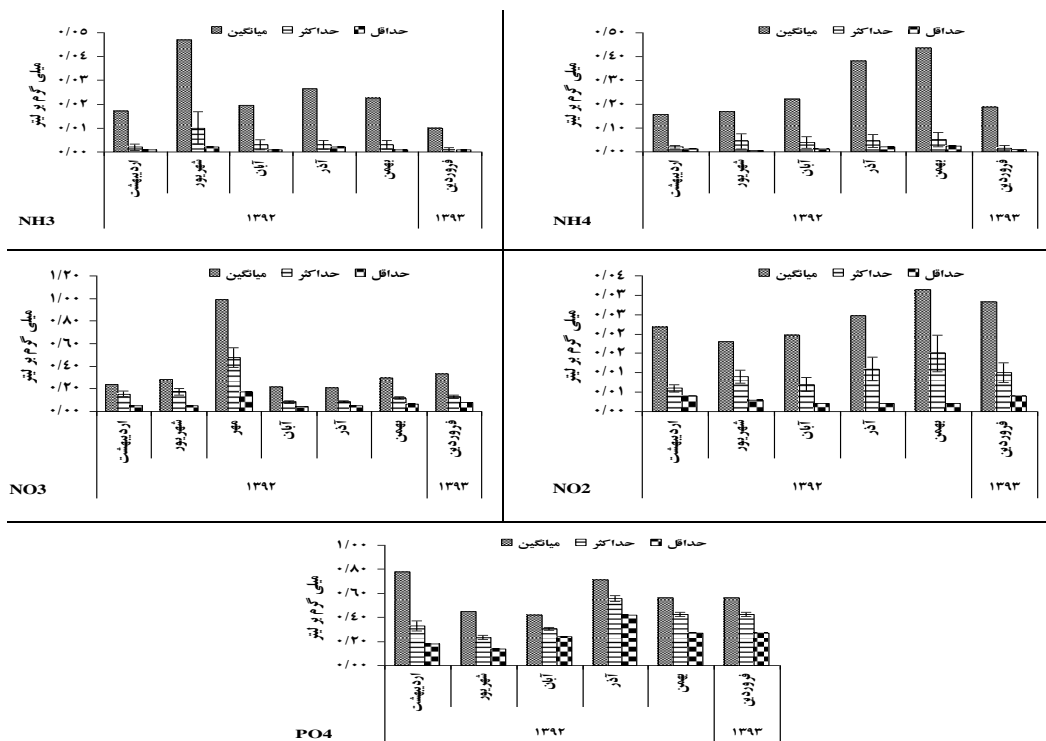 میانگین حداکثر حداقل
میلی گرم بر لیتر
۰/۰۵
۰/۰۴
۰/۰۳
۰/۰۲
۰/۰۱
۰/۰۰
اردیبهشت شهریور آبان آذر بهمن فروردین
۱۳۹۲ ۱۳۹۳
NH3
میانگین حداکثر حداقل
میلی گرم بر لیتر
۰/۵۰
۰/۴۰
۰/۳۰
۰/۲۰
۰/۱۰
۰/۰۰
اردیبهشت شهریور آبان آذر بهمن فروردین
۱۳۹۲ ۱۳۹۳
NH4
میانگین حداکثر حداقل
میلی گرم بر لیتر
۱/۲۰
۱/۰۰
۰/۸۰
۰/۶۰
۰/۴۰
۰/۲۰
۰/۰۰
اردیبهشت شهریور مهر آبان آذر بهمن فروردین
۱۳۹۲ ۱۳۹۳
NO3
میانگین حداکثر حداقل
میلی گرم بر لیتر
۰/۰۴
۰/۰۳
۰/۰۳
۰/۰۲
۰/۰۲
۰/۰۱
۰/۰۱
۰/۰۰
اردیبهشت شهریور آبان آذر بهمن فروردین
۱۳۹۲ ۱۳۹۳
NO2
میانگین حداکثر حداقل
میلی گرم بر لیتر
۱/۰۰
۰/۸۰
۰/۶۰
۰/۴۰
۰/۲۰
۰/۰۰
اردیبهشت شهریور آبان آذر بهمن فروردین
۱۳۹۲ ۱۳۹۳
PO4